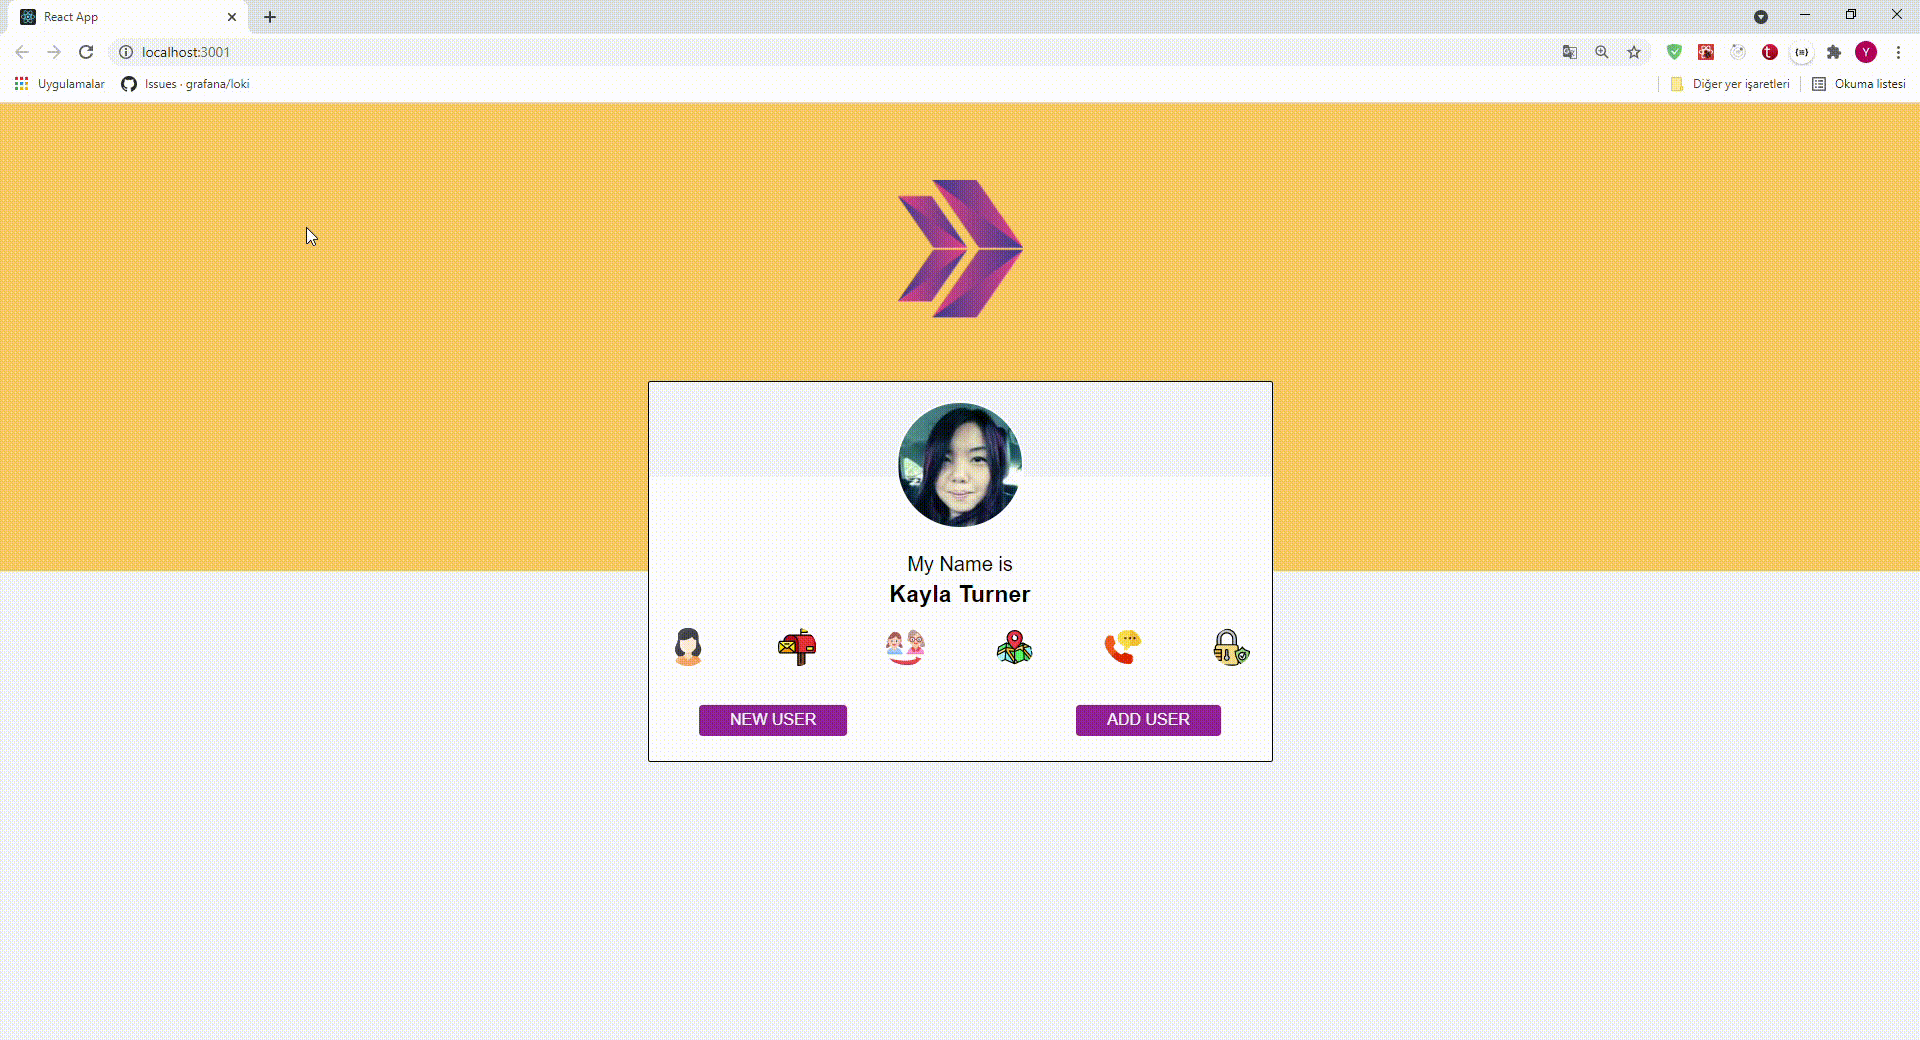 React App
localhost:3001
Uygulamalar
Issues · grafana/loki
Diğer yer işaretleri
Okuma listesi
Y
My Name is
Kayla Turner
NEW USER
ADD USER